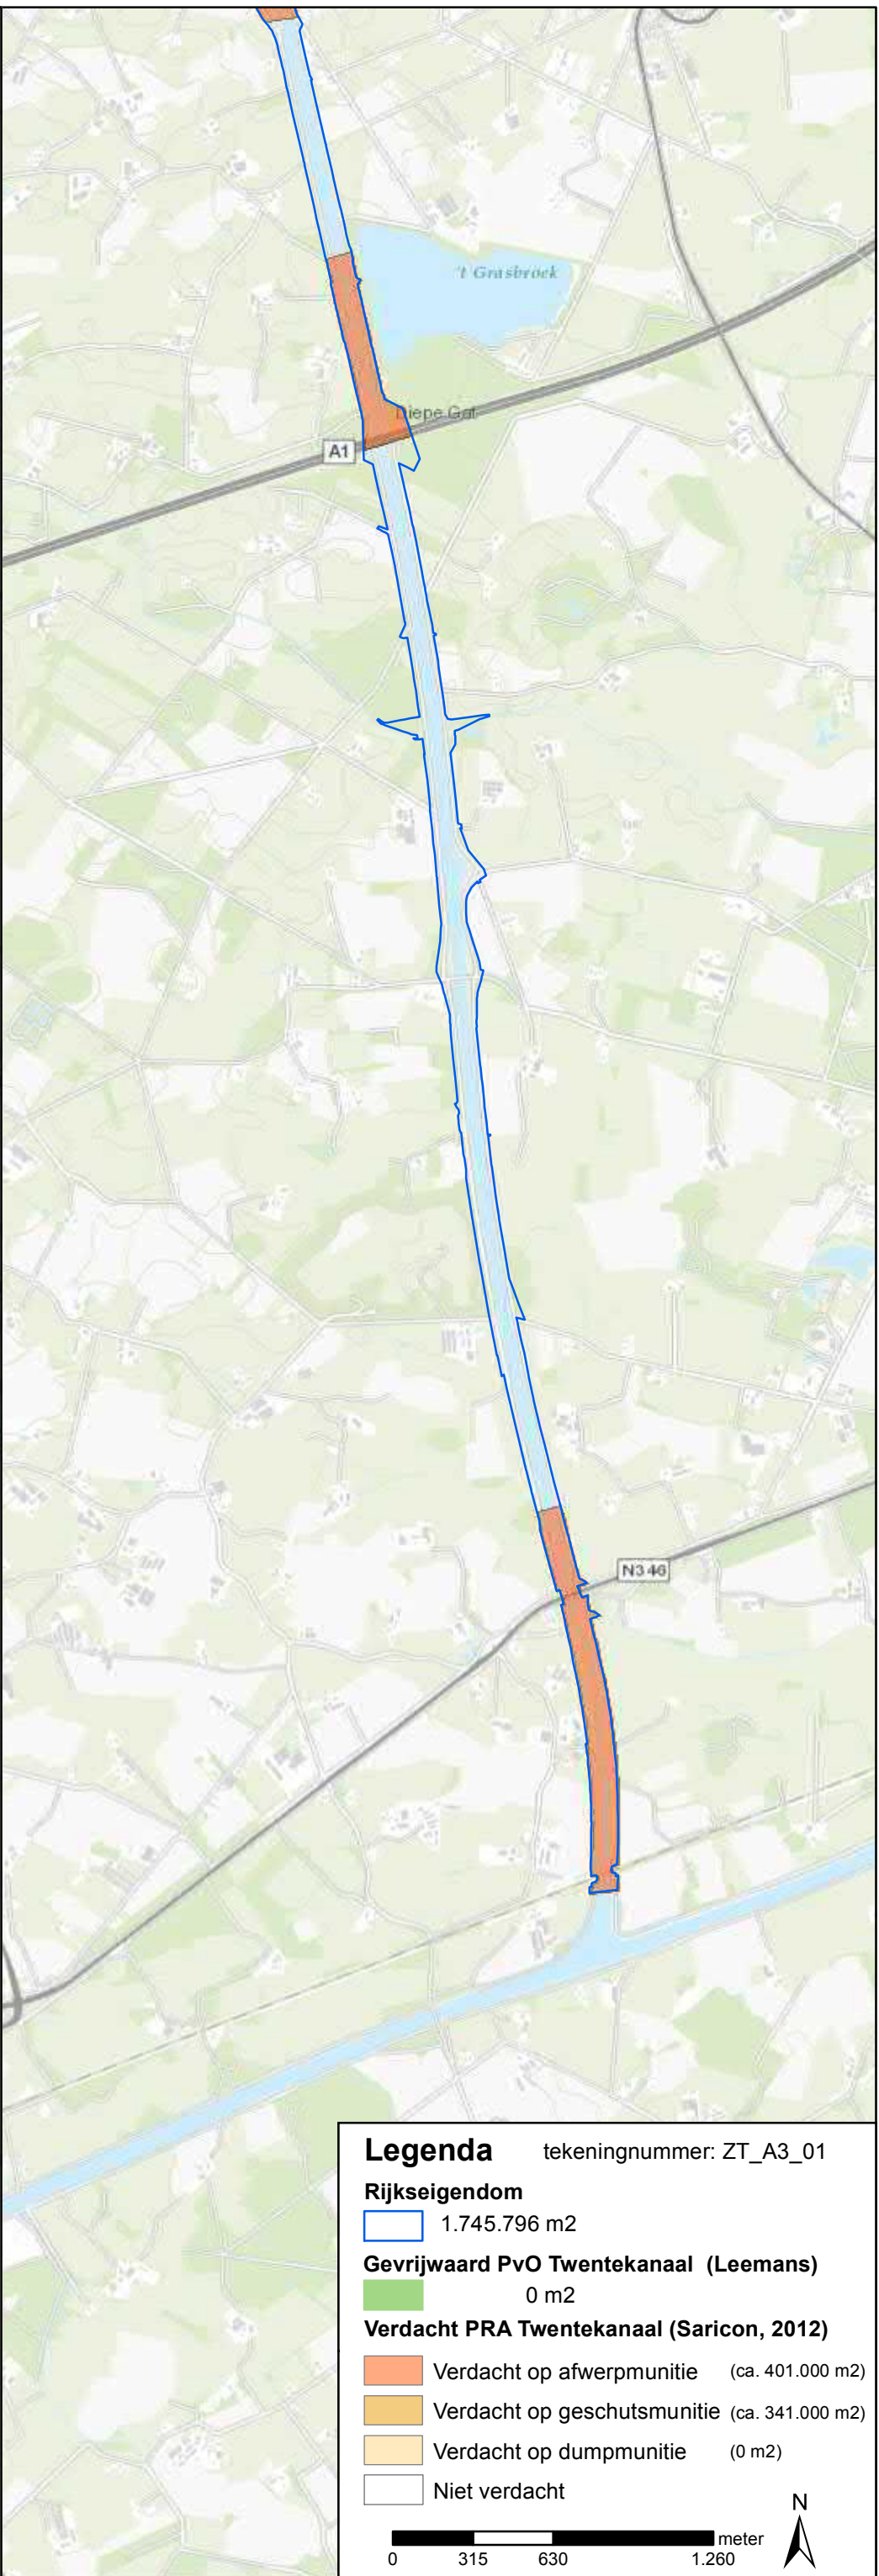 't Grasbroek
Diepe Gat
A1
N346
Legenda tekeningnummer: ZT_A3_01
Rijkseigendom
1.745.796 m2
Gevrijwaard PvO Twentekanaal (Leemans)
0 m2
Verdacht PRA Twentekanaal (Saricon, 2012)
Verdacht op afwerpmunitie (ca. 401.000 m2)
Verdacht op geschutsmunitie (ca. 341.000 m2)
Verdacht op dumpmunitie (0 m2)
Niet verdacht
N
meter
0 315 630 1.260